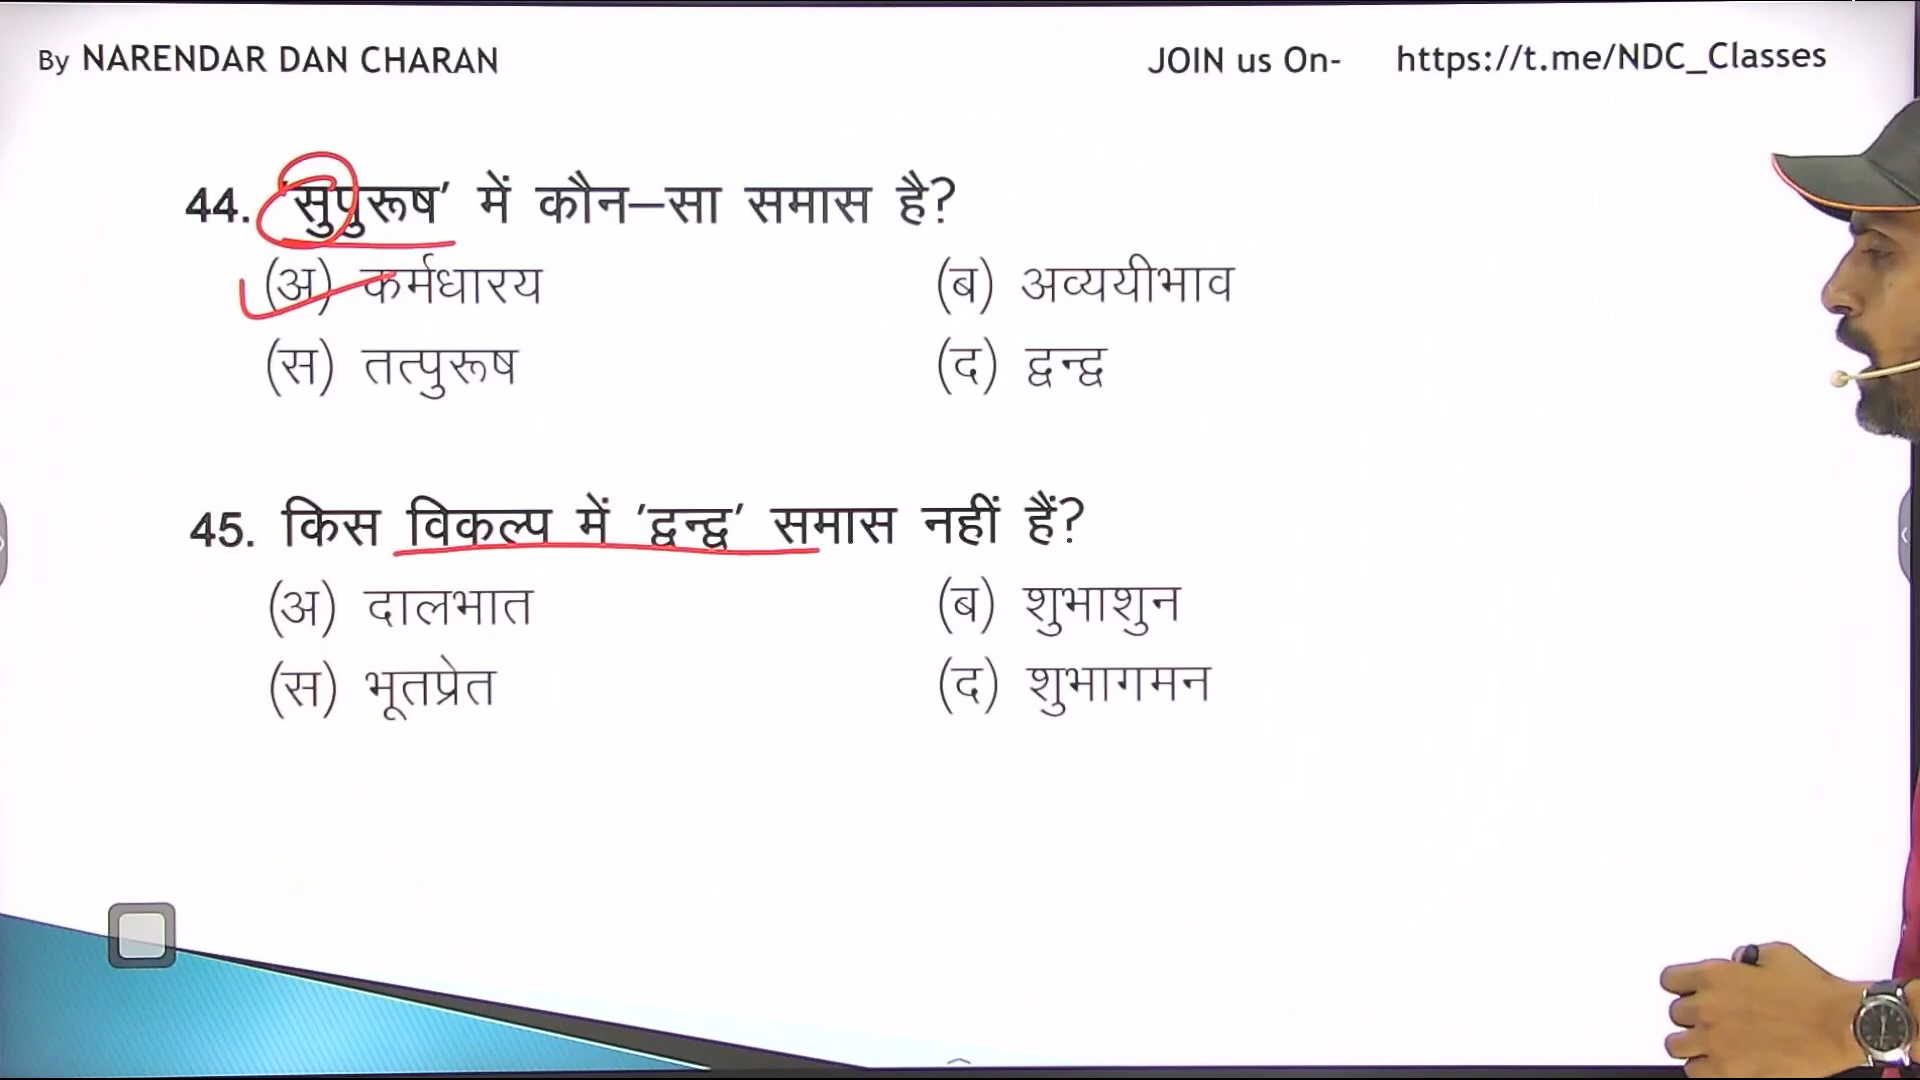 By NARENDAR DAN CHARAN
JOIN us On- https://t.me/NDC_Classes
44. 'सुपुरूष' में कौन–सा समास है?
(अ) कर्मधारय (ब) अव्ययीभाव
(स) तत्पुरूष (द) द्वन्द्व
45. किस विकल्प में 'द्वन्द्व' समास नहीं हैं?
(अ) दालभात (ब) शुभाशुन
(स) भूतप्रेत (द) शुभागमन